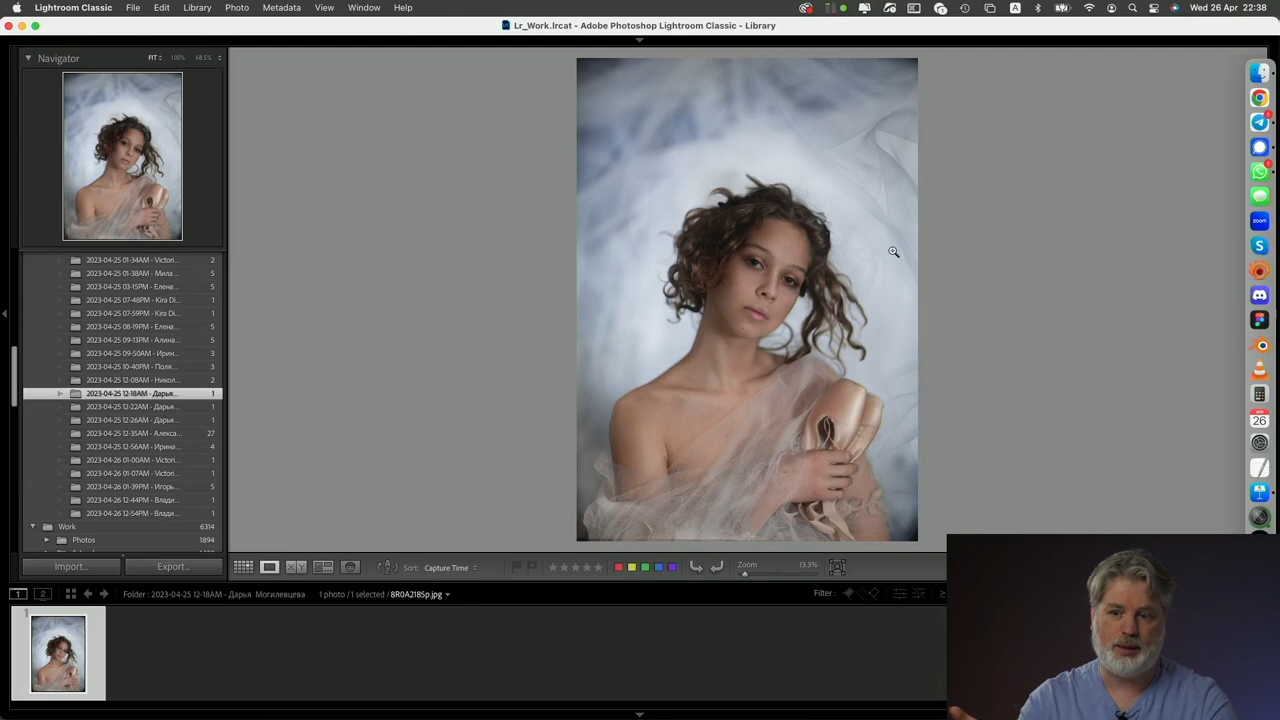 Lightroom Classic File Edit Library Photo Metadata View Window Help A Wed 26 Apr 22:38
Lr_Work.lrcat - Adobe Photoshop Lightroom Classic - Library
Navigator FIT 100% 68.5%
2023-04-25 01-34AM - Victori... 2
2023-04-25 01-38AM - Мила... 5
2023-04-25 03-15PM - Елена... 5
2023-04-25 07-48PM - Kira Di... 1
2023-04-25 07-59PM - Kira Di... 1
2023-04-25 08-19PM - Елена... 5
2023-04-25 09-13PM - Алина... 5
2023-04-25 09-50AM - Ирин... 3
2023-04-25 10-40PM - Поля... 3
2023-04-25 12-08AM - Никол... 2
2023-04-25 12-18AM - Дарья... 1
2023-04-25 12-22AM - Дарья... 1
2023-04-25 12-26AM - Дарья... 1
2023-04-25 12-35AM - Алекса... 27
2023-04-25 12-56AM - Ирина... 4
2023-04-26 01-00AM - Victori... 1
2023-04-26 01-07AM - Victori... 1
2023-04-26 01-39PM - Игорь... 5
2023-04-26 12-44PM - Влади... 1
2023-04-26 12-54PM - Влади... 1
Work 6314
Photos 1894
Import... Export...
Sort: Capture Time
Zoom 13.3%
1 2 Folder : 2023-04-25 12-18AM - Дарья Могилевцева 1 photo / 1 selected / 8R0A2185p.jpg Filter :
1
zoom
APR
26